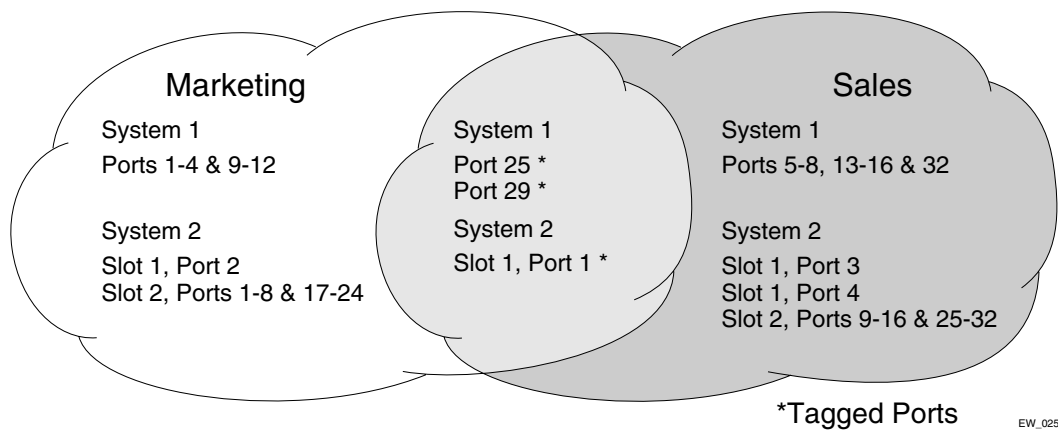 Marketing
System 1
Ports 1-4 & 9-12
System 2
Slot 1, Port 2
Slot 2, Ports 1-8 & 17-24
System 1
Port 25 *
Port 29 *
System 2
Slot 1, Port 1 *
Sales
System 1
Ports 5-8, 13-16 & 32
System 2
Slot 1, Port 3
Slot 1, Port 4
Slot 2, Ports 9-16 & 25-32
*Tagged Ports
EW_025